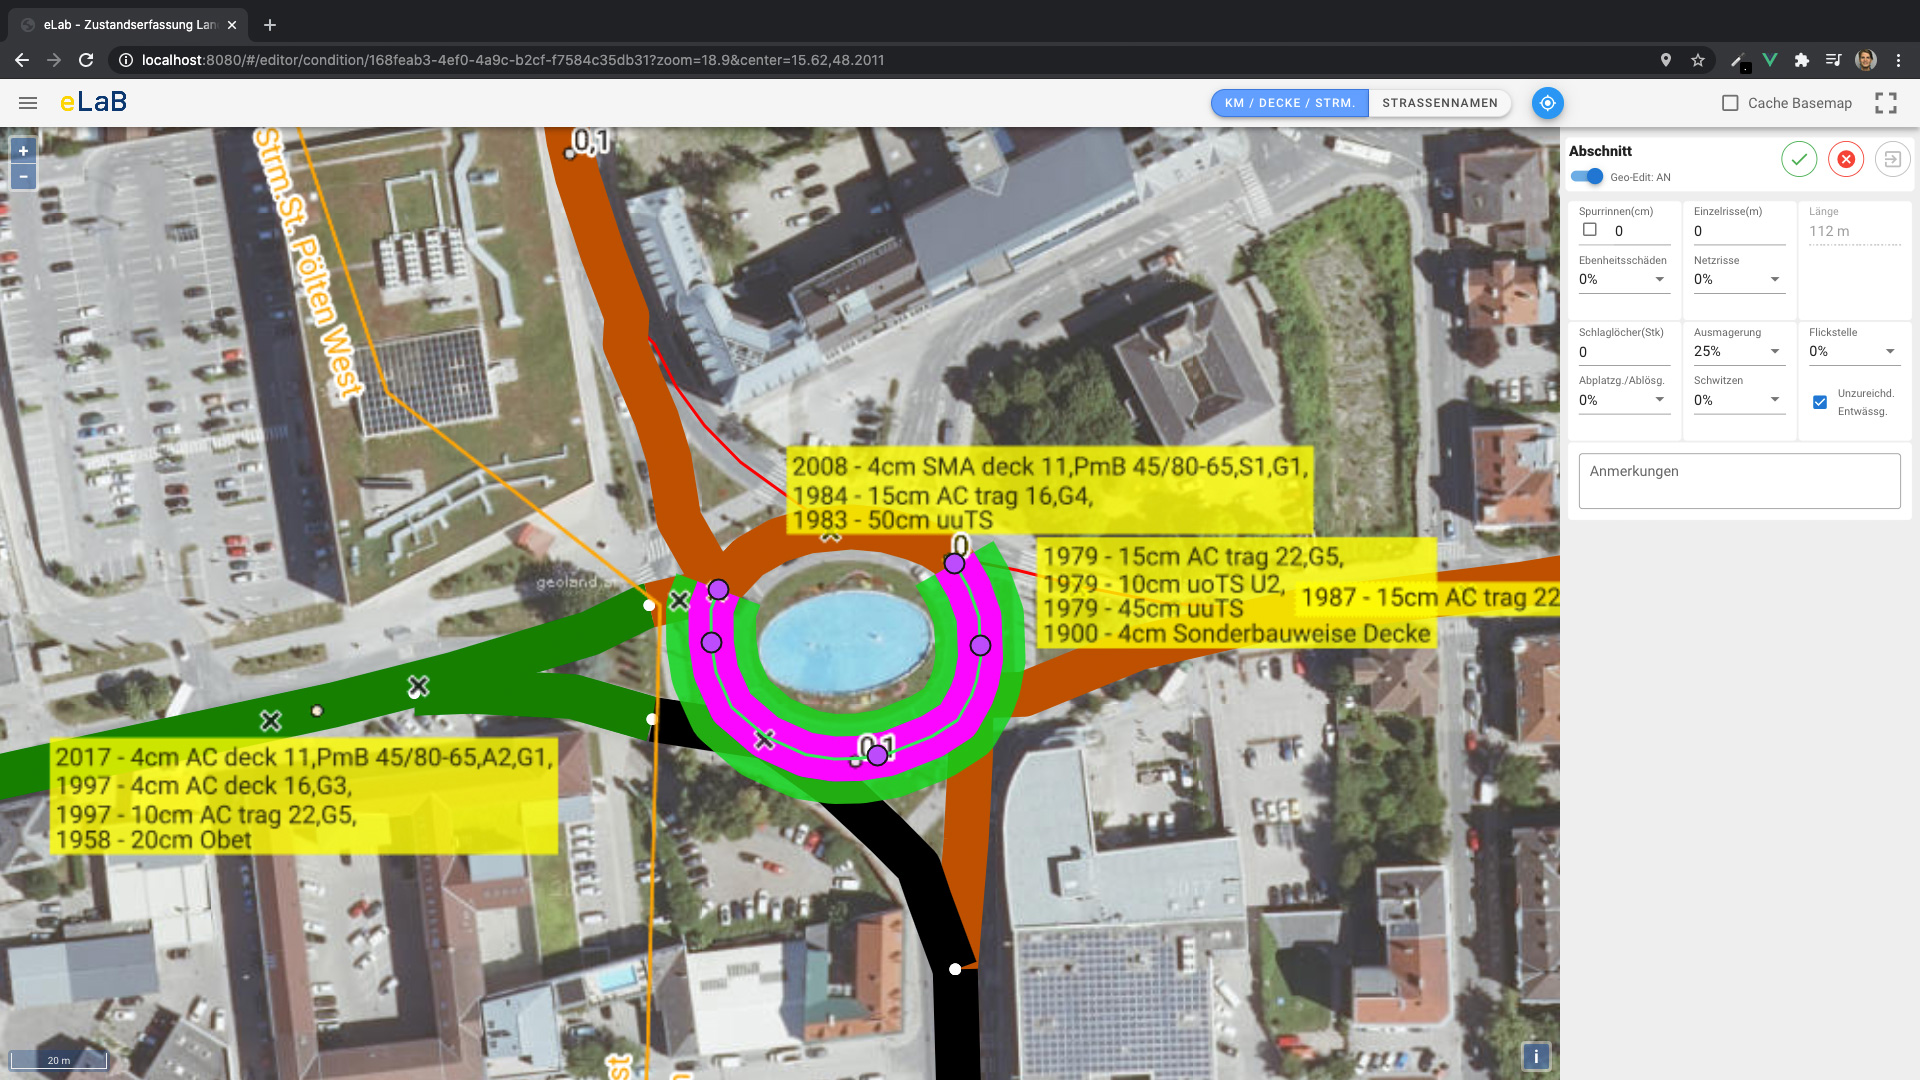 eLab - Zustandserfassung Lan
localhost:8080/#/editor/condition/168feab3-4ef0-4a9c-b2cf-f7584c35db31?zoom=18.9&center=15.62,48.2011
eLaB
KM / DECKE / STRM.
STRASSENNAMEN
Cache Basemap
+
−
Strm.St. Pölten West
0,1
2008 - 4cm SMA deck 11,PmB 45/80-65,S1,G1,
1984 - 15cm AC trag 16,G4,
1983 - 50cm uuTS
0
1979 - 15cm AC trag 22,G5,
1979 - 10cm uoTS U2,
1979 - 45cm uuTS
1900 - 4cm Sonderbauweise Decke
1987 - 15cm AC trag 22
geoland.at
0,1
2017 - 4cm AC deck 11,PmB 45/80-65,A2,G1,
1997 - 4cm AC deck 16,G3,
1997 - 10cm AC trag 22,G5,
1958 - 20cm Obet
st
20 m
i
Abschnitt
Geo-Edit: AN
Spurrinnen(cm)
0
Einzelrisse(m)
0
Länge
112 m
Ebenheitsschäden
0%
Netzrisse
0%
Schlaglöcher(Stk)
0
Ausmagerung
25%
Flickstelle
0%
Abplatzg./Ablösg.
0%
Schwitzen
0%
Unzureichd.
Entwässg.
Anmerkungen